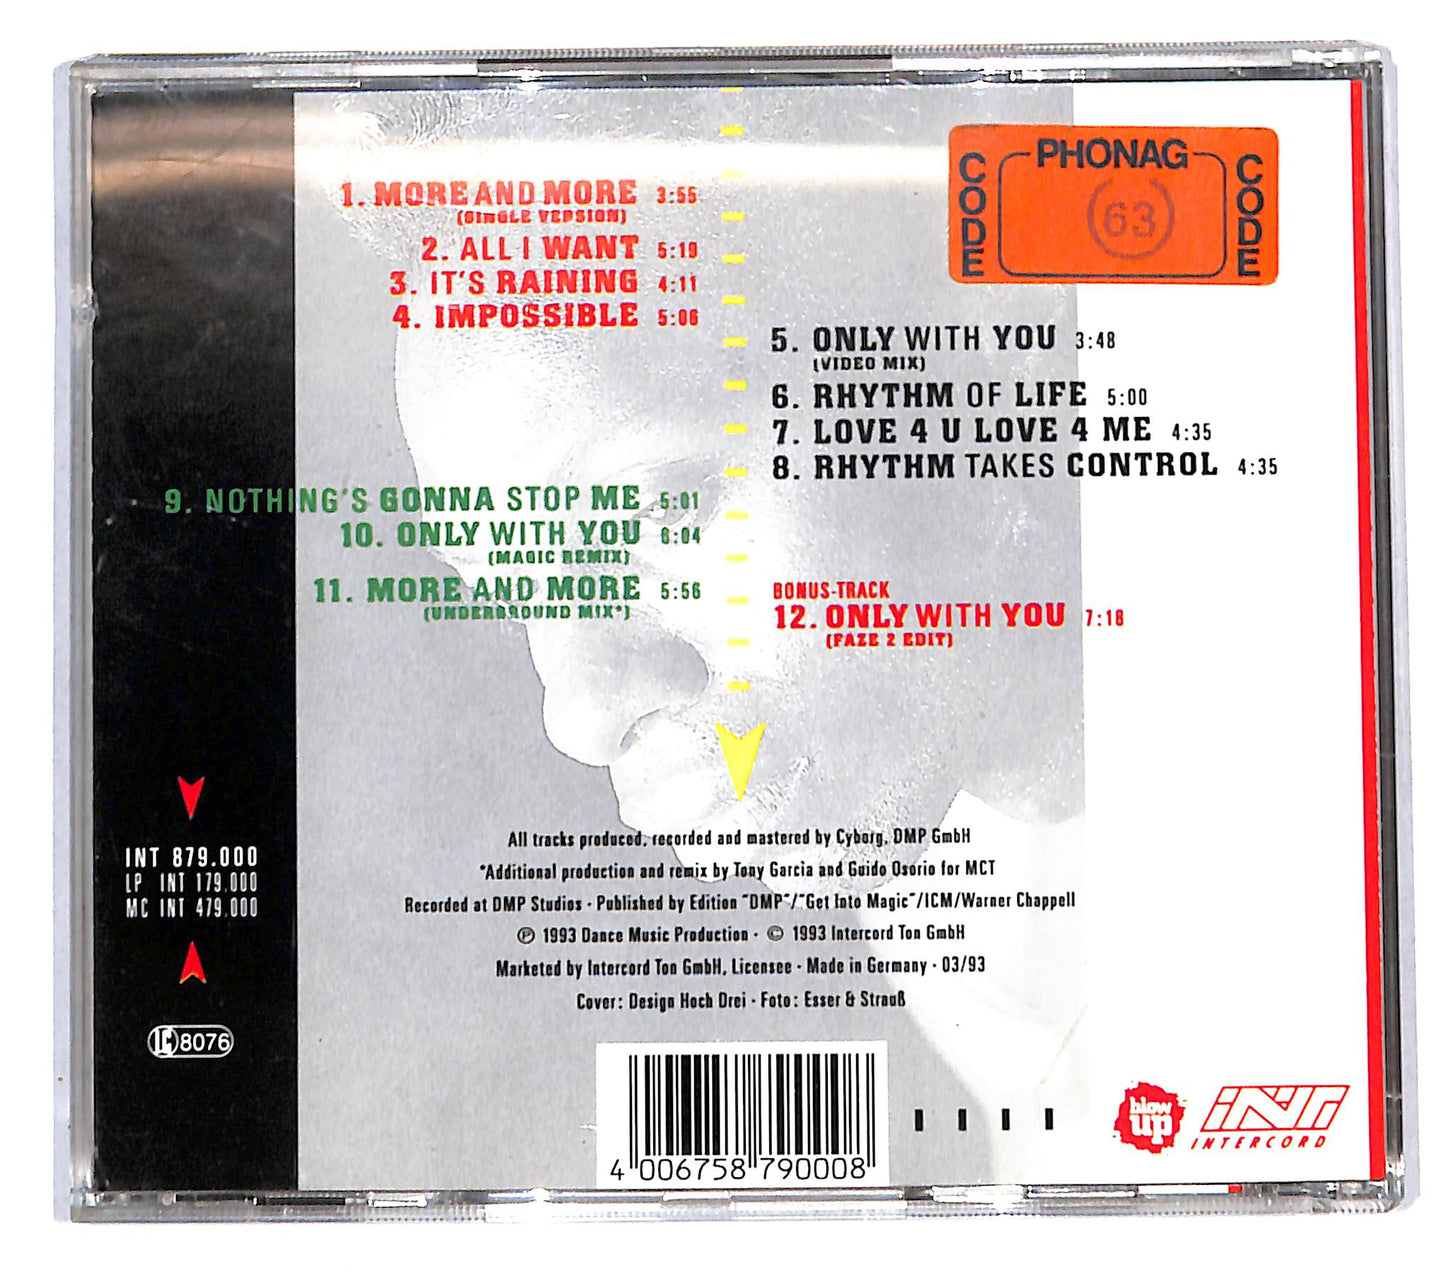 1. MORE AND MORE 3:55
(SINGLE VERSION)
2. ALL I WANT 5:19
3. IT'S RAINING 4:11
4. IMPOSSIBLE 5:06
CODE
PHONAG
63
CODE
5. ONLY WITH YOU 3:48
(VIDEO MIX)
6. RHYTHM OF LIFE 5:00
7. LOVE 4 U LOVE 4 ME 4:35
8. RHYTHM TAKES CONTROL 4:35
9. NOTHING'S GONNA STOP ME 5:01
10. ONLY WITH YOU 6:04
(MAGIC REMIX)
11. MORE AND MORE 5:56
(UNDERGROUND MIX*)
BONUS-TRACK
12. ONLY WITH YOU 7:18
(FAZE 2 EDIT)
INT 879.000
LP INT 179.000
MC INT 479.000
LC 8076
All tracks produced, recorded and mastered by Cyborg, DMP GmbH
*Additional production and remix by Tony Garcia and Guido Osorio for MCT
Recorded at DMP Studios · Published by Edition "DMP"/"Get Into Magic"/ICM/Warner Chappell
℗ 1993 Dance Music Production · © 1993 Intercord Ton GmbH
Marketed by Intercord Ton GmbH, Licensee · Made in Germany · 03/93
Cover: Design Hoch Drei · Foto: Esser & Strauß
4 006758 790008
blow up
INT
INTERCORD